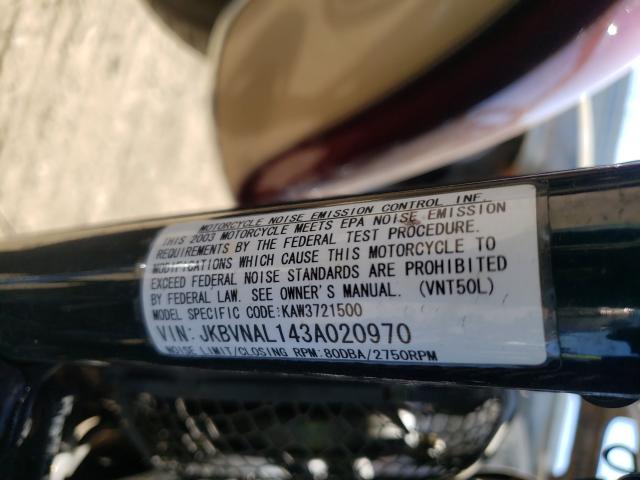 MOTORCYCLE NOISE EMISSION CONTROL INF.
THIS 2003 MOTORCYCLE MEETS EPA NOISE EMISSION
REQUIREMENTS BY THE FEDERAL TEST PROCEDURE.
MODIFICATIONS WHICH CAUSE THIS MOTORCYCLE TO
EXCEED FEDERAL NOISE STANDARDS ARE PROHIBITED
BY FEDERAL LAW. SEE OWNER'S MANUAL. (VNT50L)
MODEL SPECIFIC CODE:KAW3721500
VIN: JKBVNAL143A020970
NOISE LIMIT/CLOSING RPM:80DBA/2750RPM